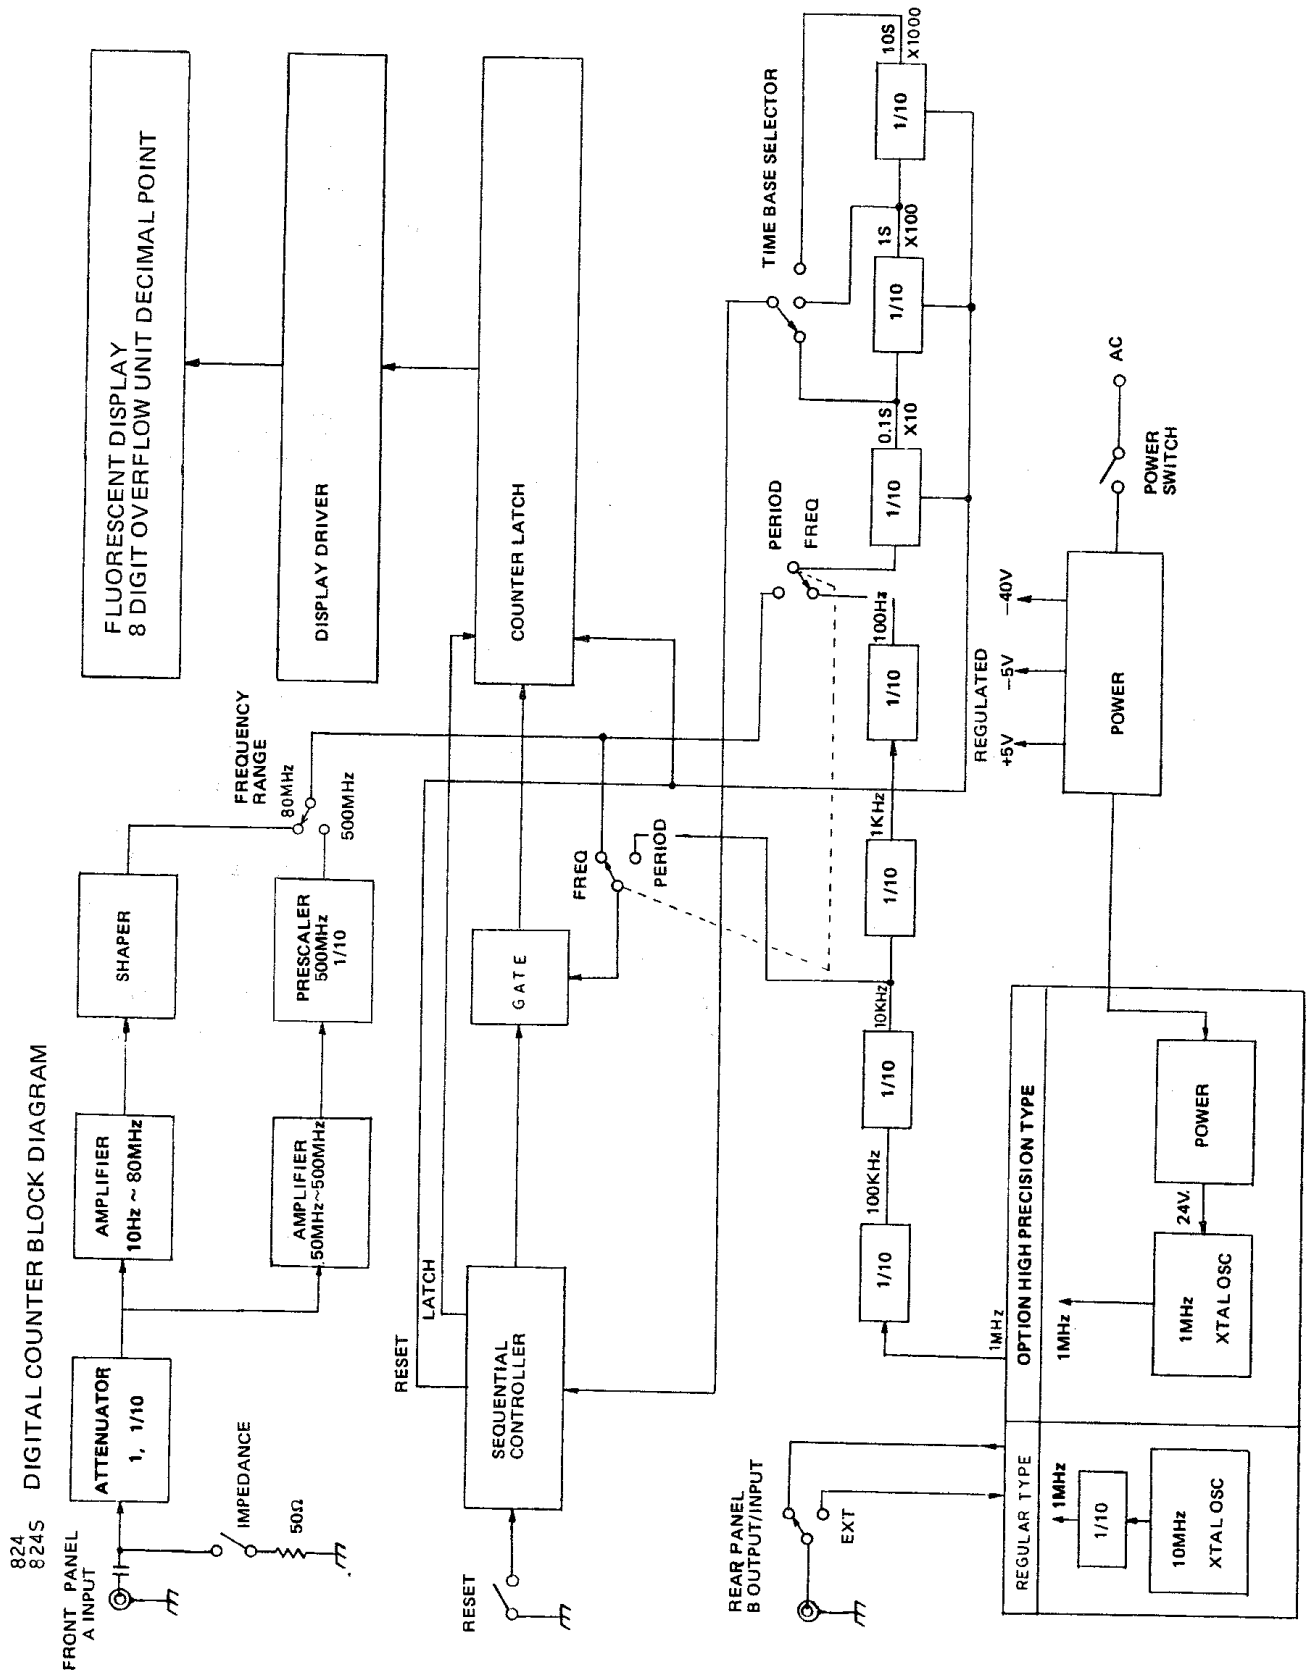 824
824S
DIGITAL COUNTER BLOCK DIAGRAM
FRONT PANEL
A INPUT
ATTENUATOR
1, 1/10
IMPEDANCE
50Ω
AMPLIFIER
10Hz ~ 80MHz
AMPLIFIER
50MHz~500MHz
SHAPER
PRESCALER
500MHz
1/10
FREQUENCY
RANGE
80MHz
500MHz
FLUORESCENT DISPLAY
8 DIGIT OVERFLOW UNIT DECIMAL POINT
DISPLAY DRIVER
COUNTER LATCH
RESET
LATCH
RESET
SEQUENTIAL
CONTROLLER
GATE
FREQ
PERIOD
PERIOD
FREQ
TIME BASE SELECTOR
REAR PANEL
B OUTPUT/INPUT
EXT
1MHz
1/10
100KHz
1/10
10KHz
1/10
1KHz
1/10
100Hz
1/10
0.1S
X10
1/10
1S
X100
1/10
10S
X1000
REGULAR TYPE
1MHz
1/10
10MHz
XTAL OSC
OPTION HIGH PRECISION TYPE
1MHz
1MHz
XTAL OSC
24V.
POWER
REGULATED
+5V
−5V
−40V
POWER
POWER
SWITCH
AC